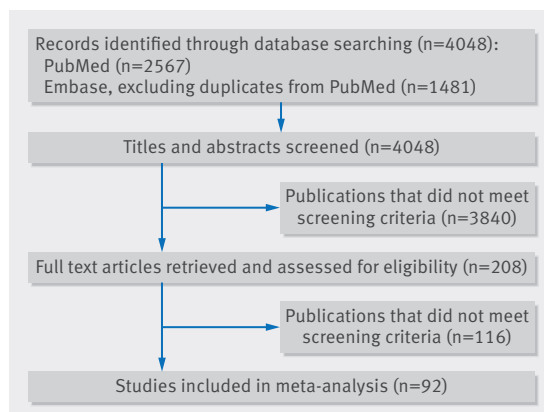 Records identified through database searching (n=4048):
PubMed (n=2567)
Embase, excluding duplicates from PubMed (n=1481)
Titles and abstracts screened (n=4048)
Publications that did not meet
screening criteria (n=3840)
Full text articles retrieved and assessed for eligibility (n=208)
Publications that did not meet
screening criteria (n=116)
Studies included in meta-analysis (n=92)